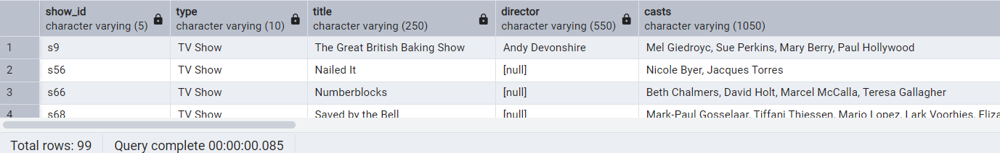 show_id type title director casts
character varying (5) character varying (10) character varying (250) character varying (550) character varying (1050)
1 s9 TV Show The Great British Baking Show Andy Devonshire Mel Giedroyc, Sue Perkins, Mary Berry, Paul Hollywood
2 s56 TV Show Nailed It [null] Nicole Byer, Jacques Torres
3 s66 TV Show Numberblocks [null] Beth Chalmers, David Holt, Marcel McCalla, Teresa Gallagher
4 s68 TV Show Saved by the Bell [null] Mark-Paul Gosselaar, Tiffani Thiessen, Mario Lopez, Lark Voorhies, Eliza
Total rows: 99 Query complete 00:00:00.085